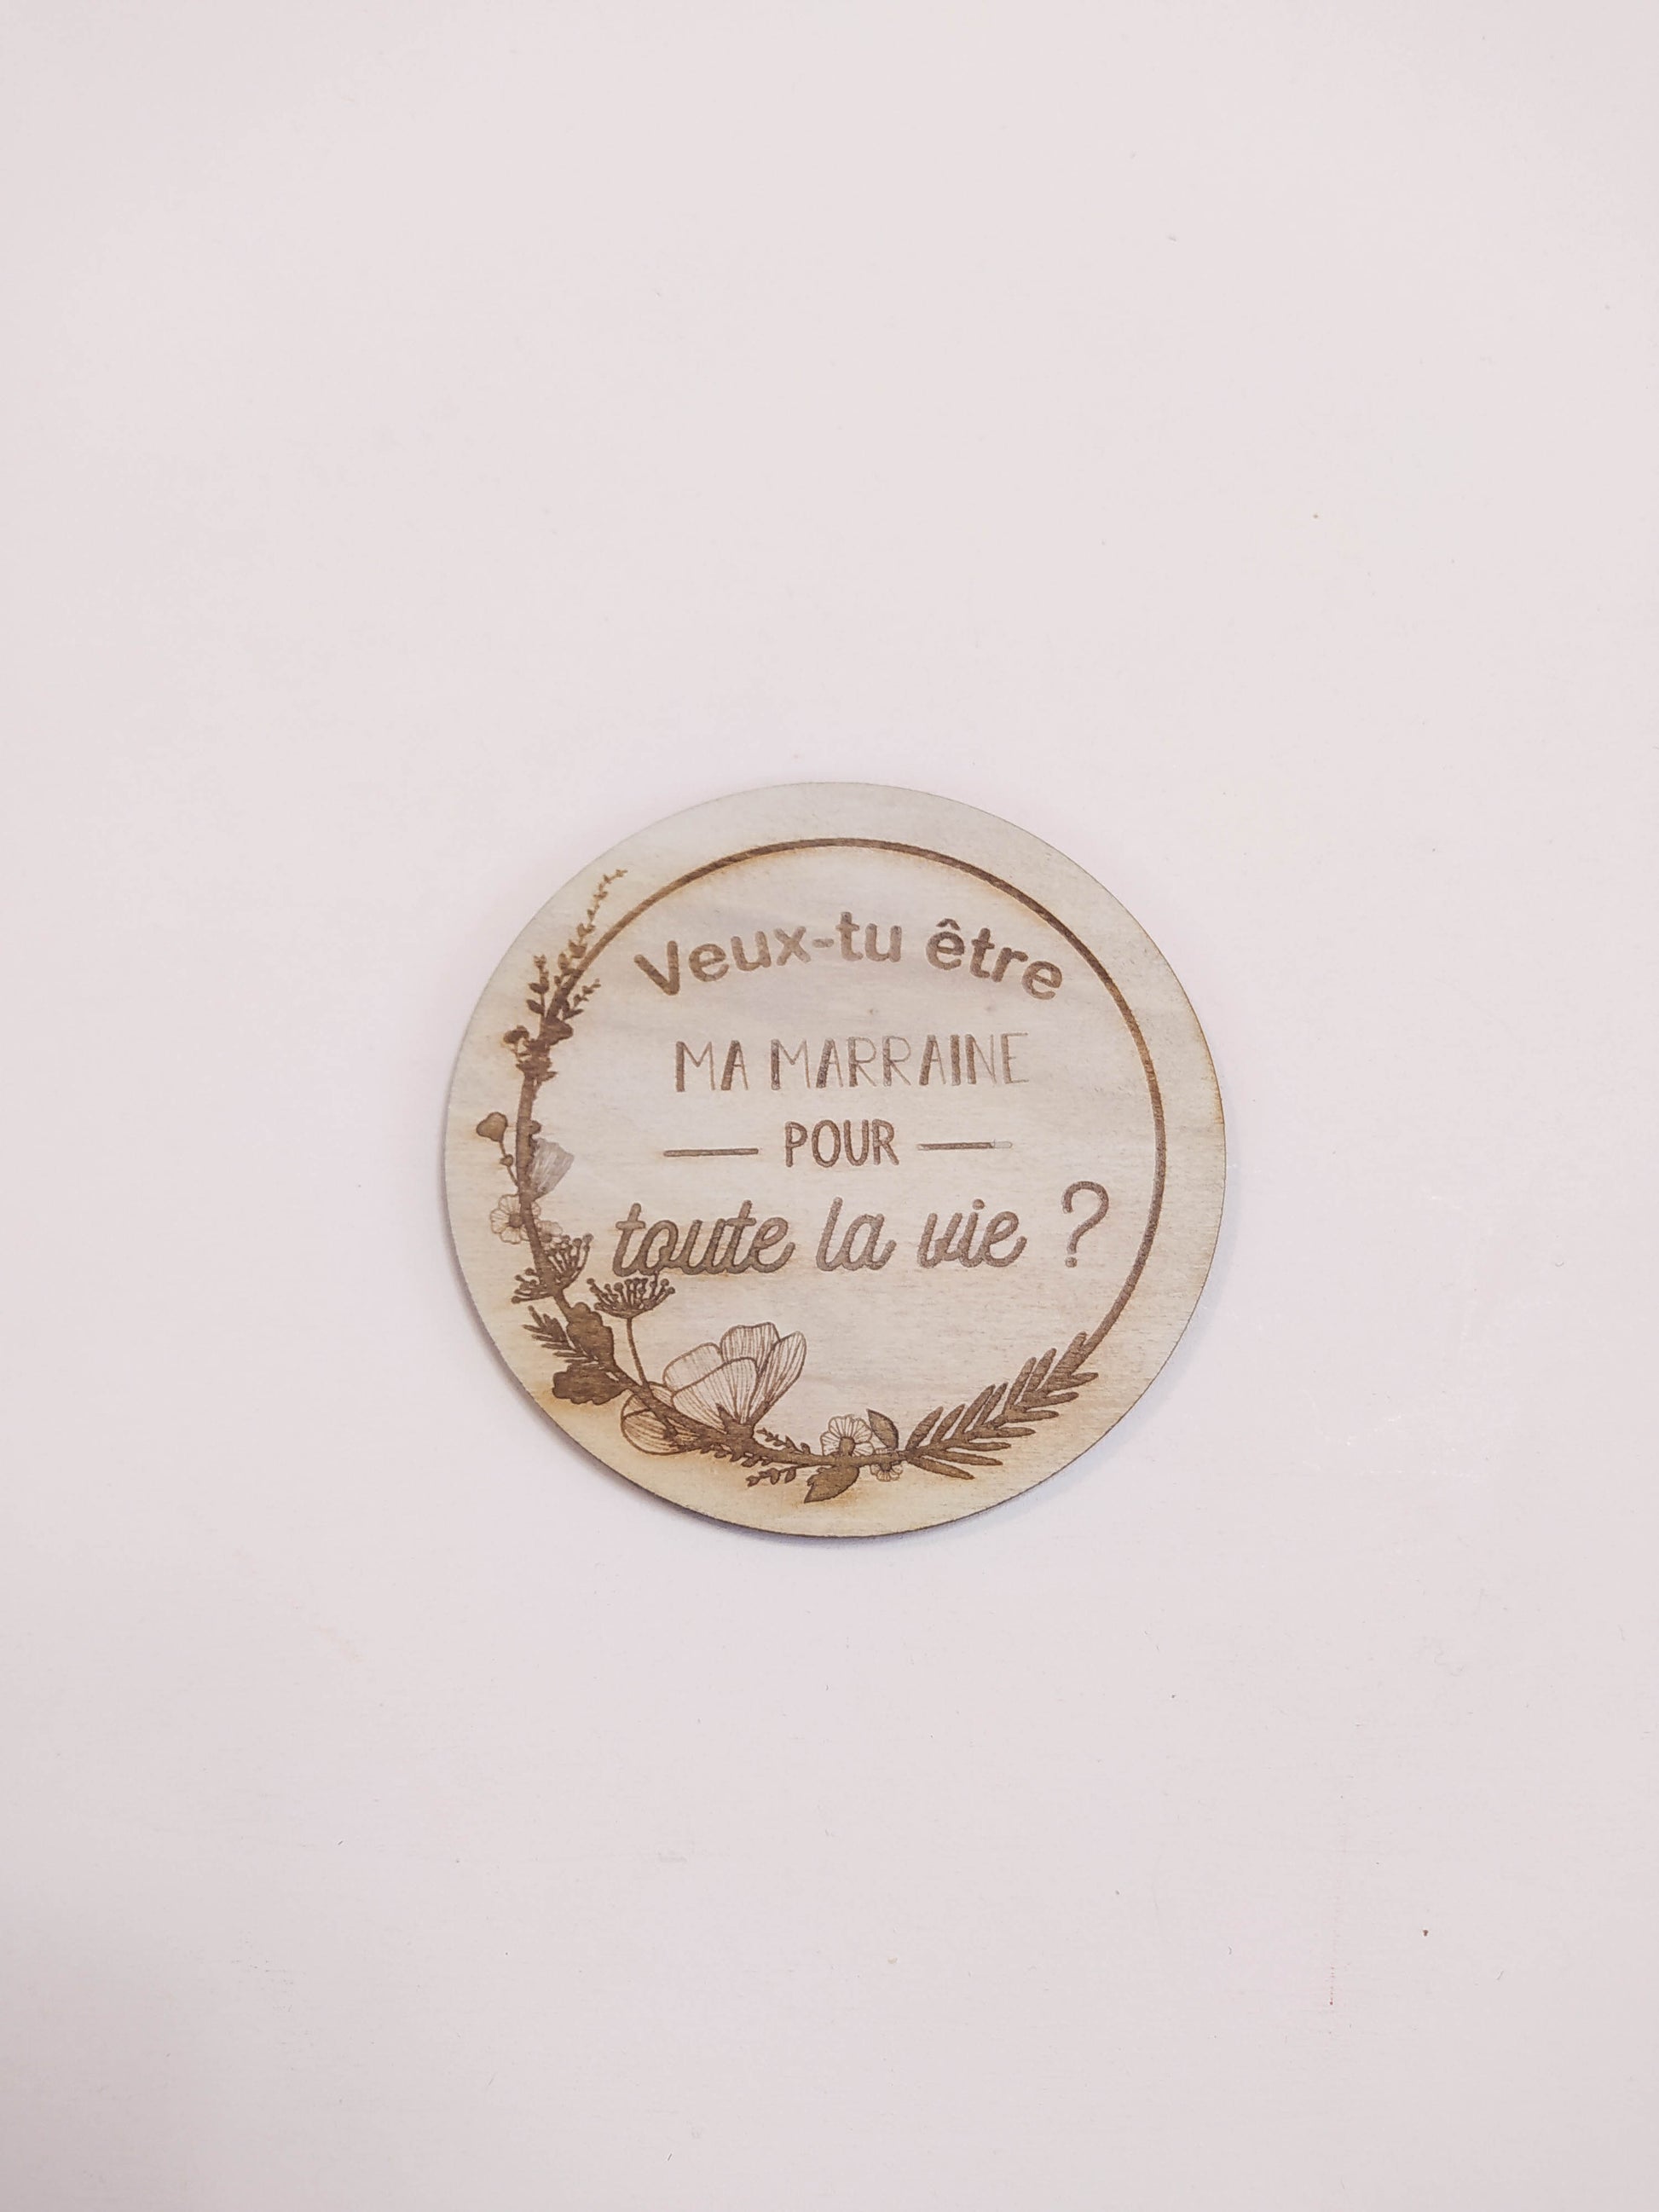 Veux-tu être
MA MARRAINE
POUR
toute la vie ?